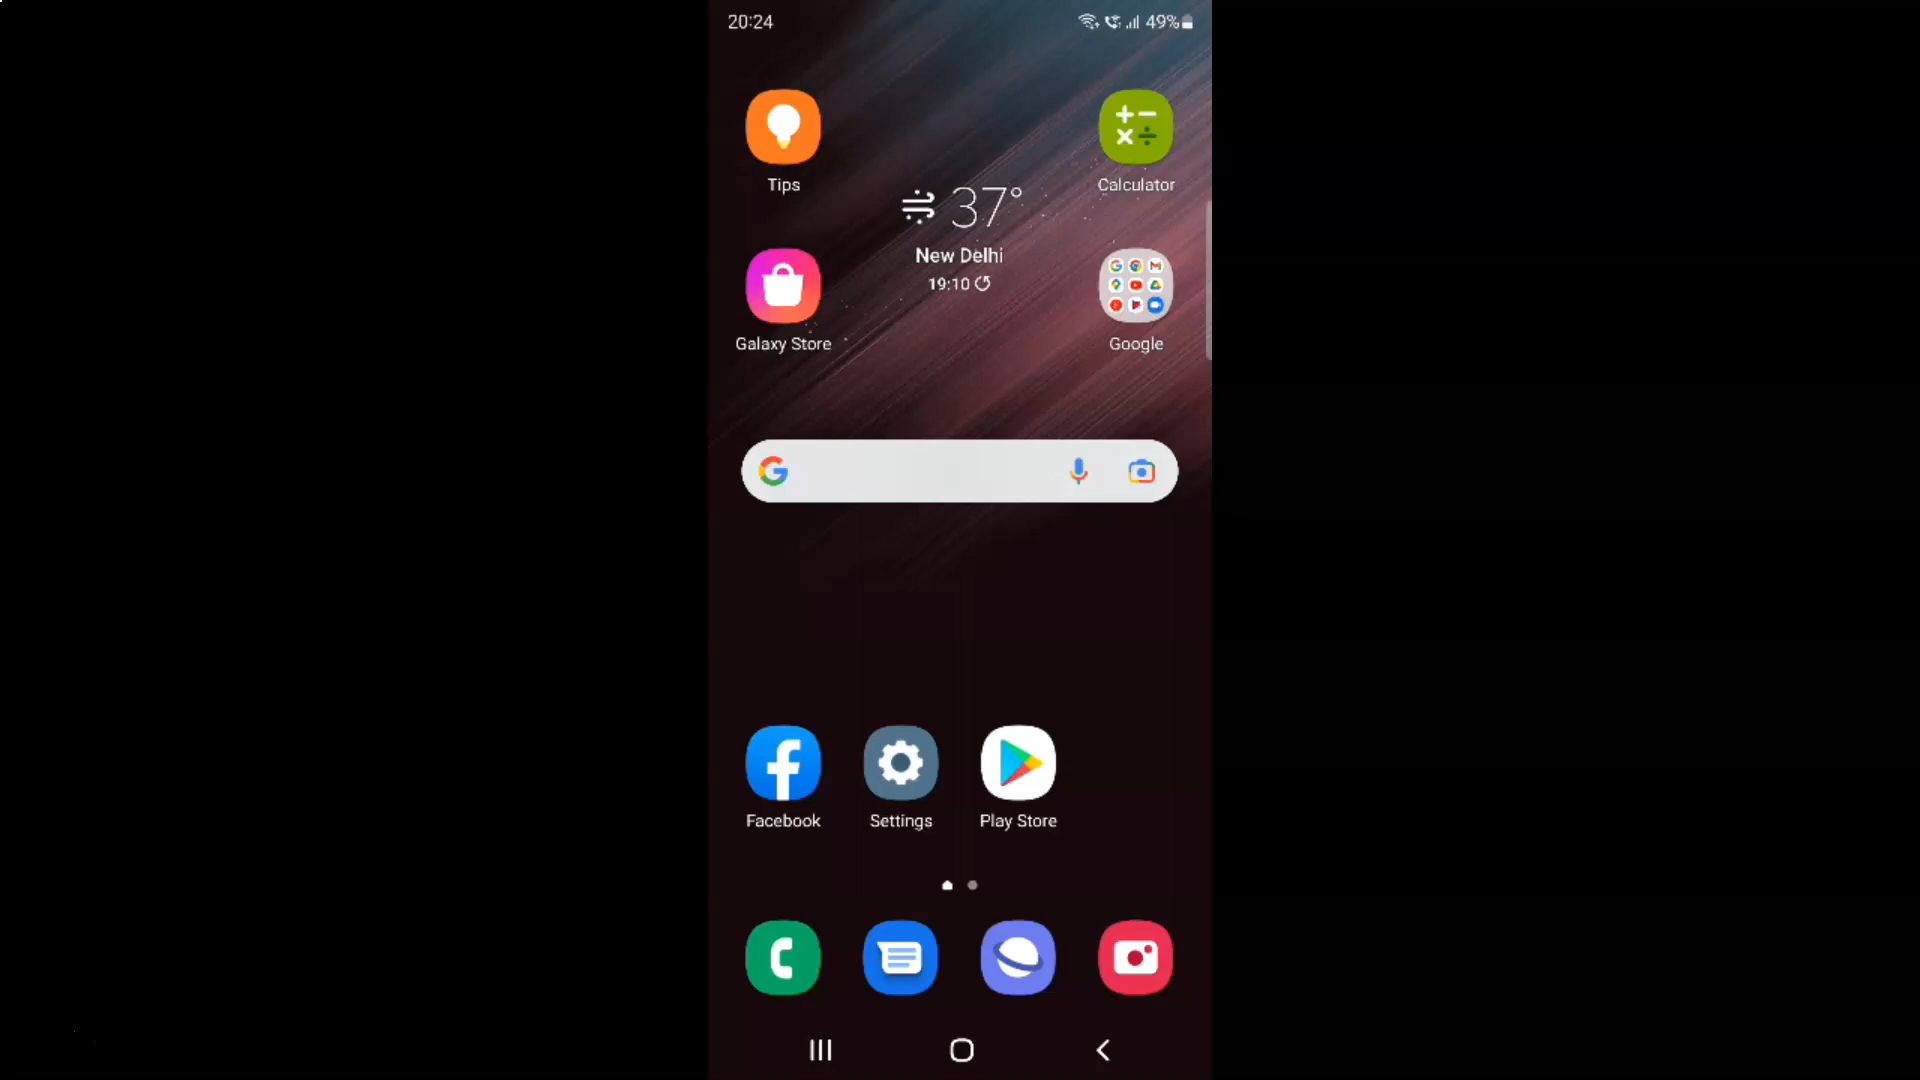 20:24
49%
Tips
Calculator
37°
New Delhi
19:10
Galaxy Store
Google
Facebook
Settings
Play Store